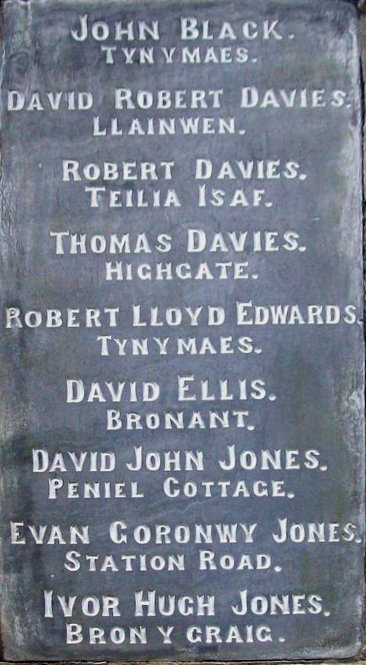 JOHN BLACK.
TYNYMAES.
DAVID ROBERT DAVIES.
LLAINWEN.
ROBERT DAVIES.
TEILIA ISAF.
THOMAS DAVIES.
HIGHGATE.
ROBERT LLOYD EDWARDS.
TYNYMAES.
DAVID ELLIS.
BRONANT.
DAVID JOHN JONES.
PENIEL COTTAGE.
EVAN GORONWY JONES.
STATION ROAD.
IVOR HUGH JONES.
BRON Y GRAIG.